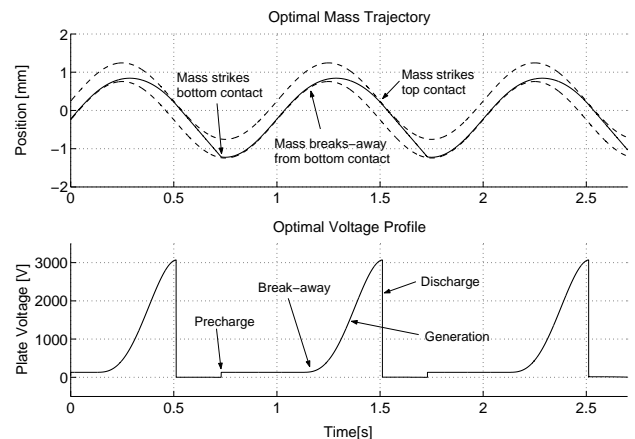 Optimal Mass Trajectory
Position [mm]
2
1
0
−1
−2
Mass strikes
bottom contact
Mass strikes
top contact
Mass breaks−away
from bottom contact
0
0.5
1
1.5
2
2.5
Optimal Voltage Profile
Plate Voltage [V]
3000
2000
1000
0
Precharge
Break−away
Discharge
Generation
0
0.5
1
1.5
2
2.5
Time[s]